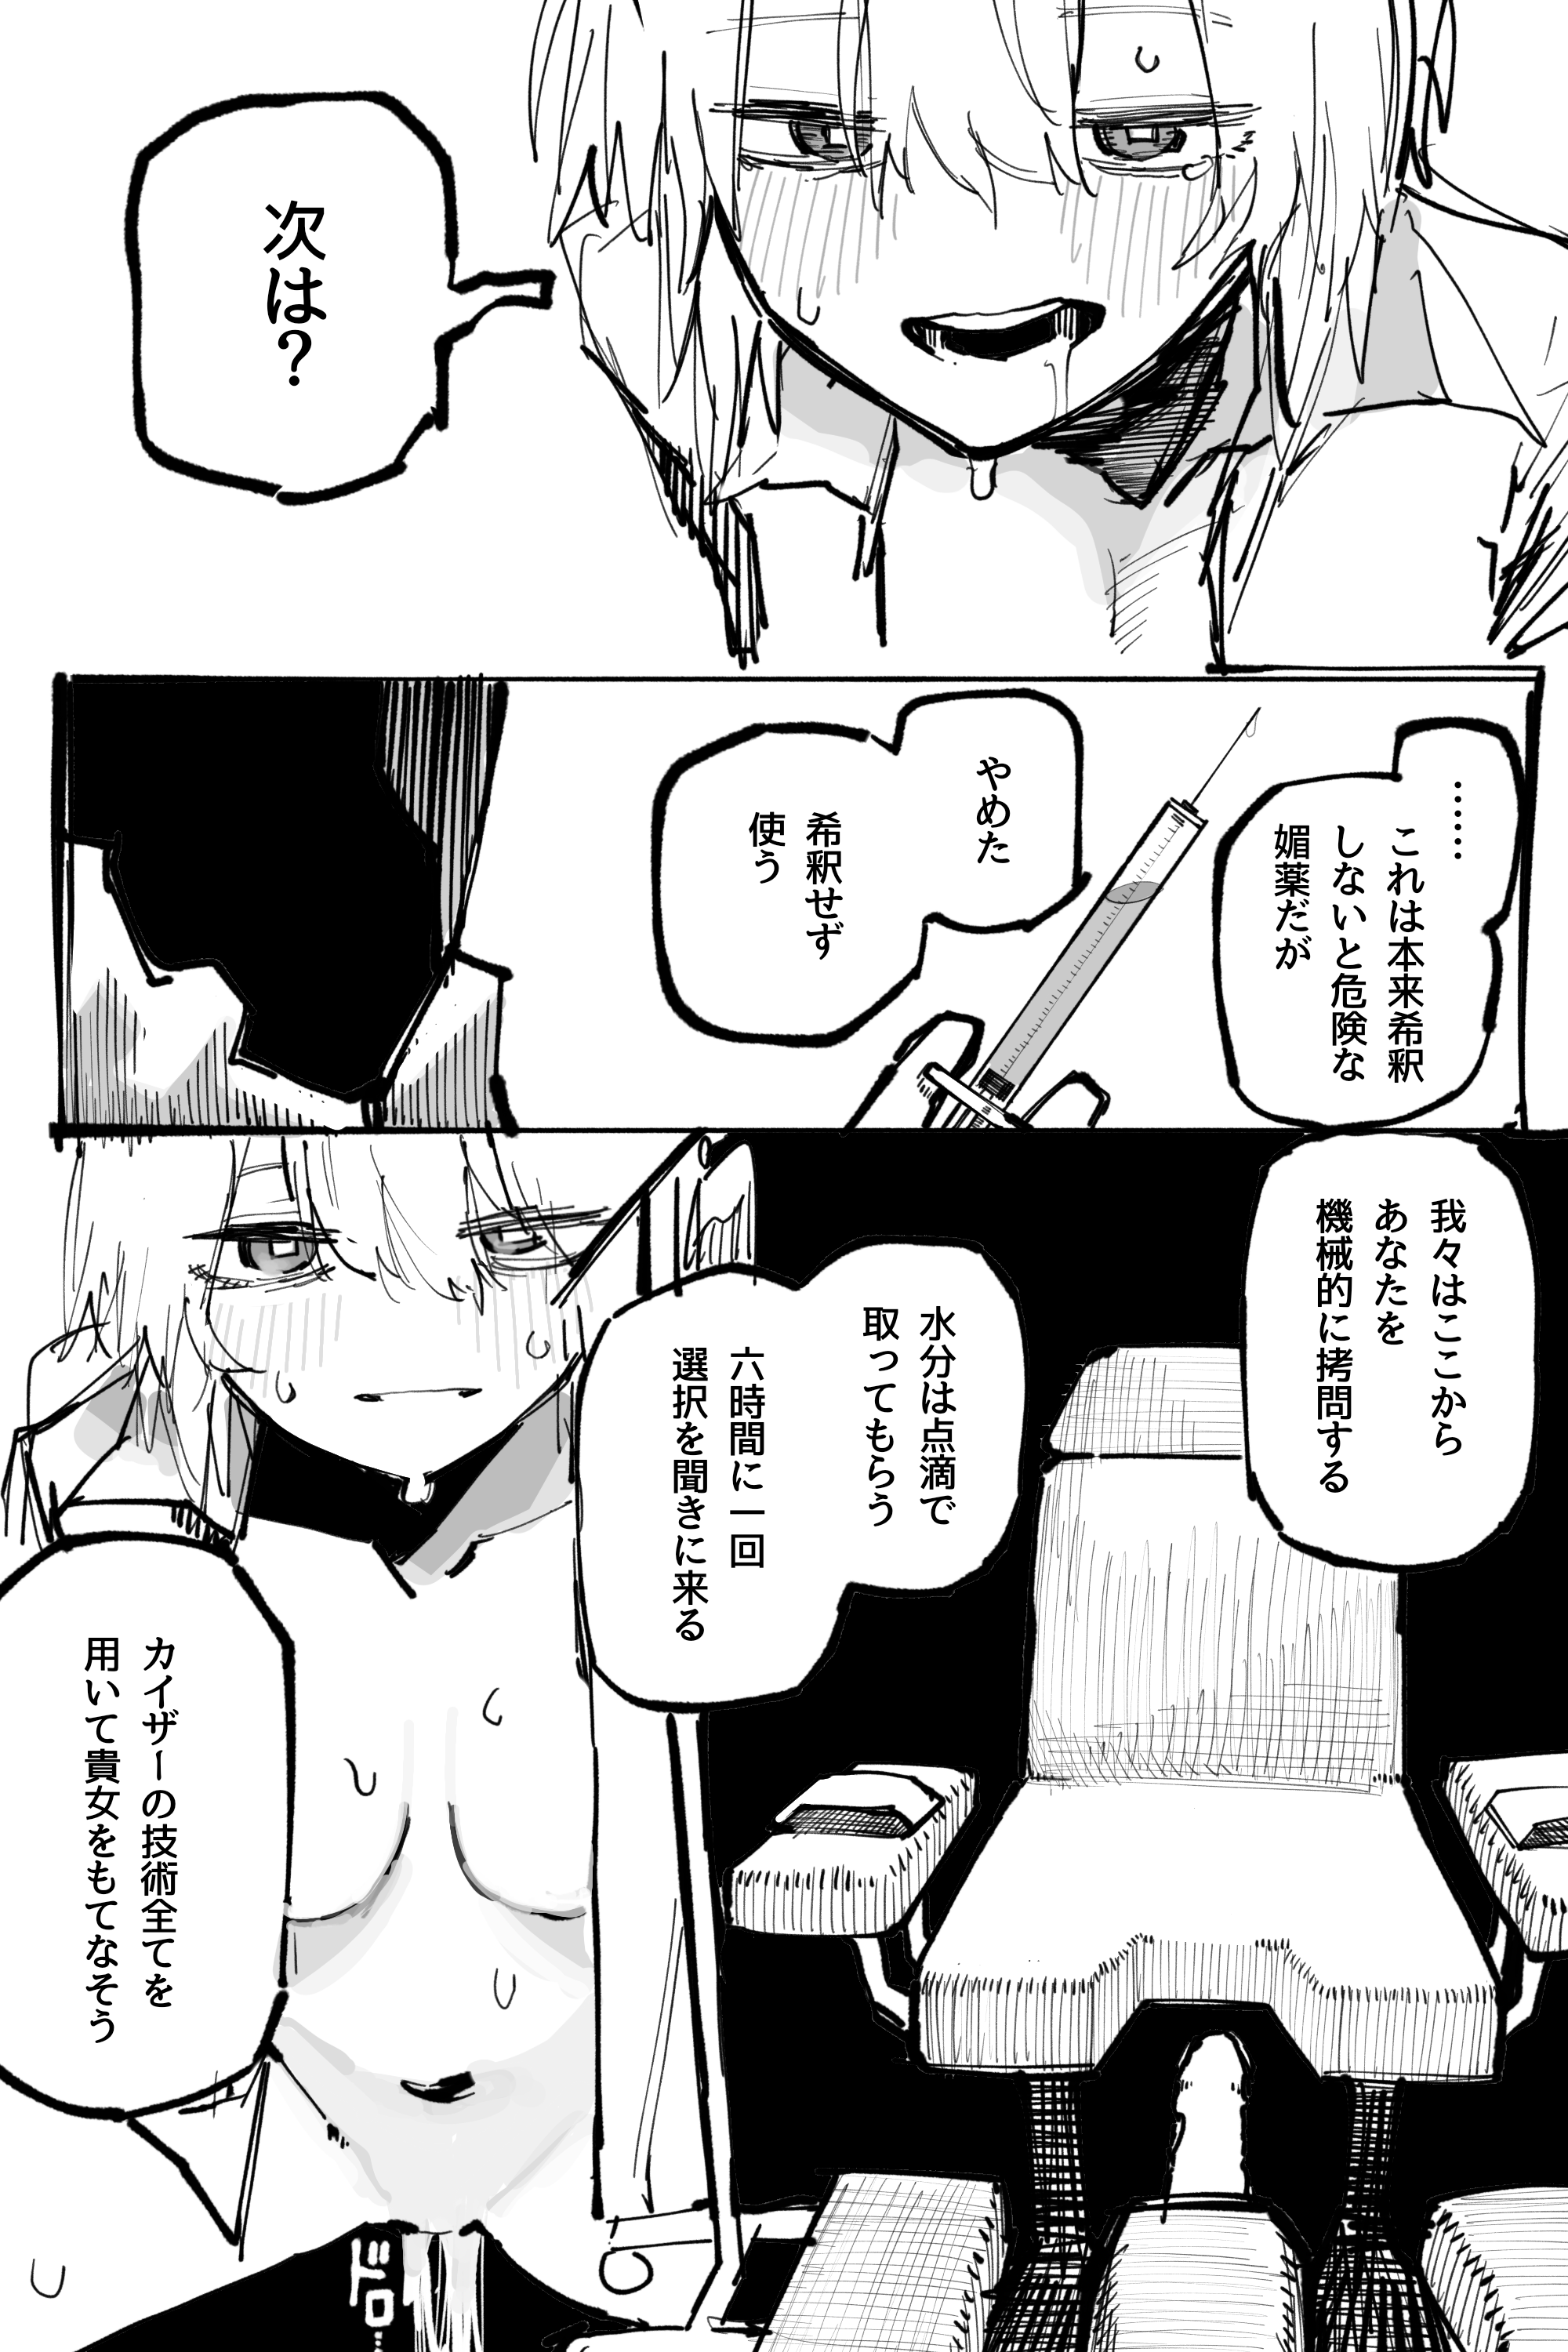 次は？
……
これは本来希釈
しないと危険な
媚薬だが
やめた
希釈せず
使う
我々はここから
あなたを
機械的に拷問する
水分は点滴で
取ってもらう
六時間に一回
選択を聞きに来る
カイザーの技術全てを
用いて貴女をもてなそう
ドロ…